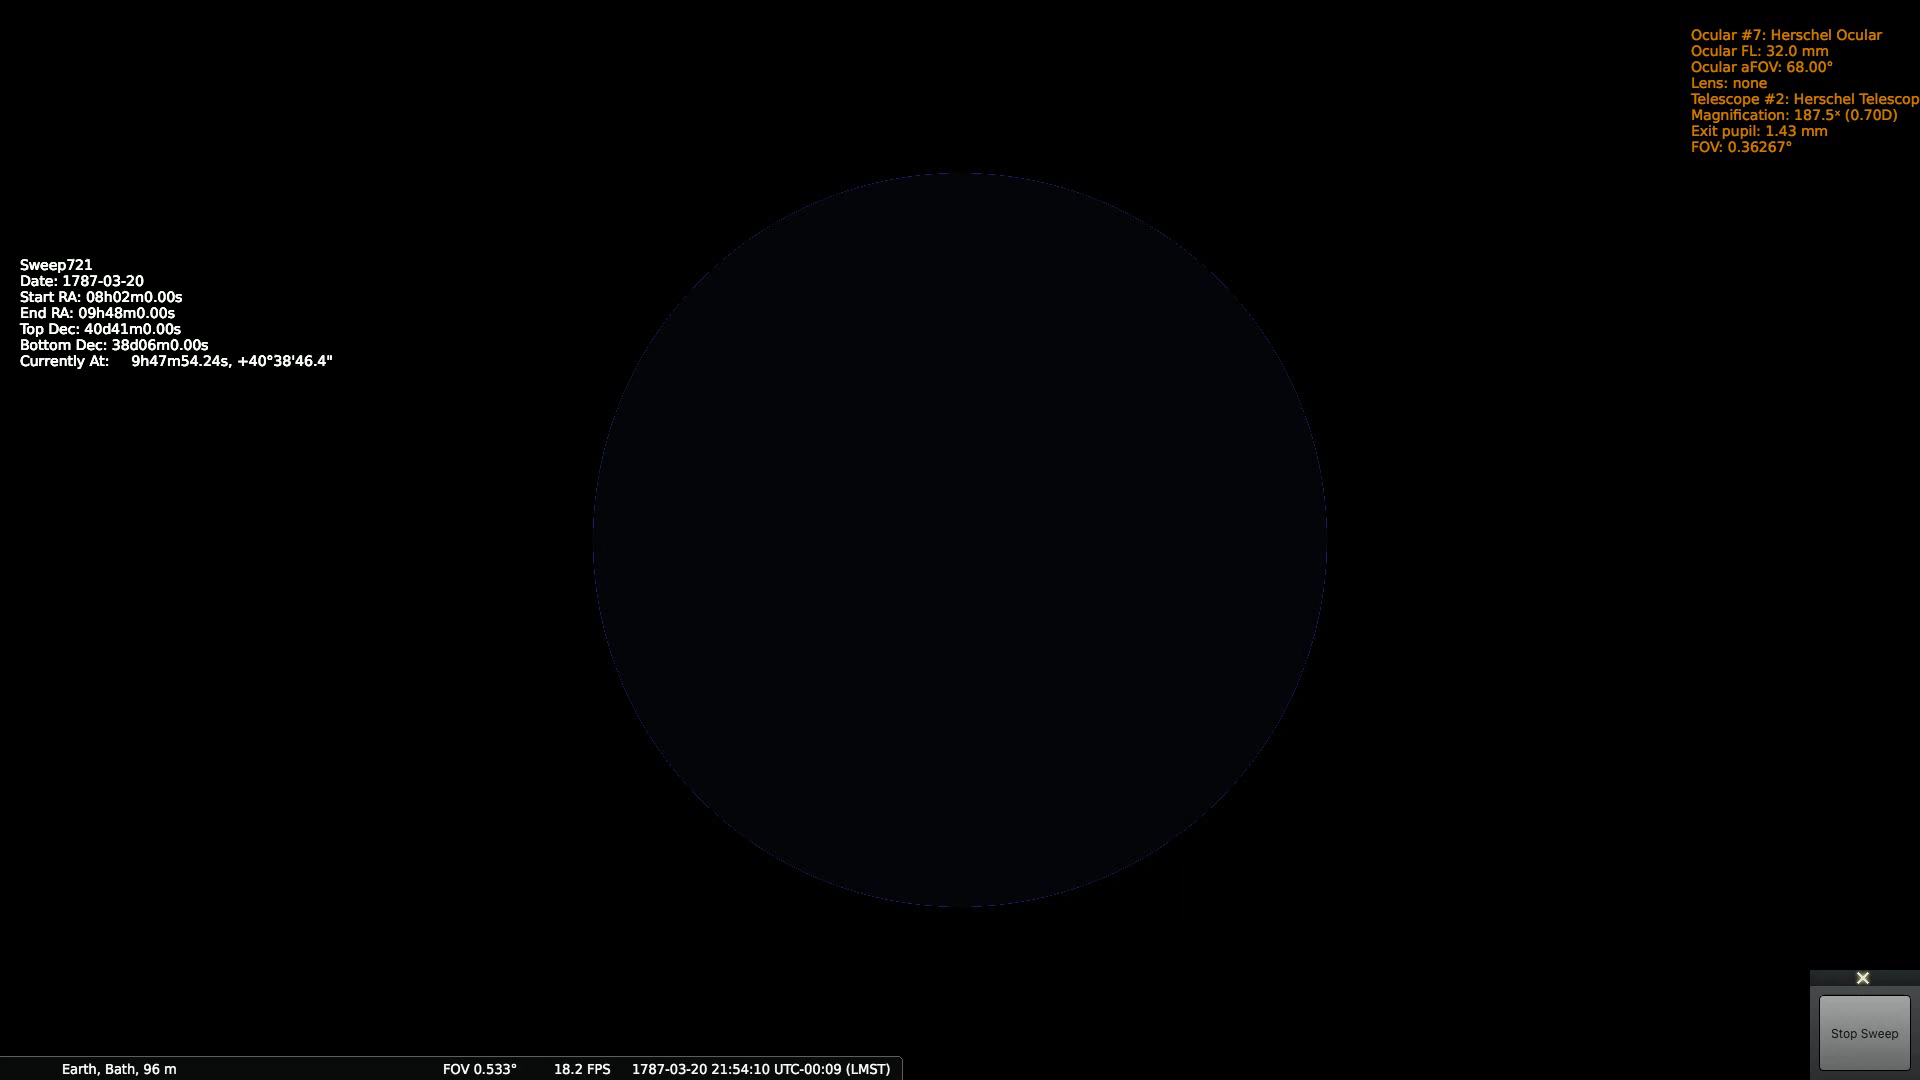 Ocular #7: Herschel Ocular
Ocular FL: 32.0 mm
Ocular aFOV: 68.00°
Lens: none
Telescope #2: Herschel Telescop
Magnification: 187.5ˣ (0.70D)
Exit pupil: 1.43 mm
FOV: 0.36267°
Sweep721
Date: 1787-03-20
Start RA: 08h02m0.00s
End RA: 09h48m0.00s
Top Dec: 40d41m0.00s
Bottom Dec: 38d06m0.00s
Currently At: 9h47m54.24s, +40°38'46.4"
Stop Sweep
Earth, Bath, 96 m FOV 0.533° 18.2 FPS 1787-03-20 21:54:10 UTC-00:09 (LMST)